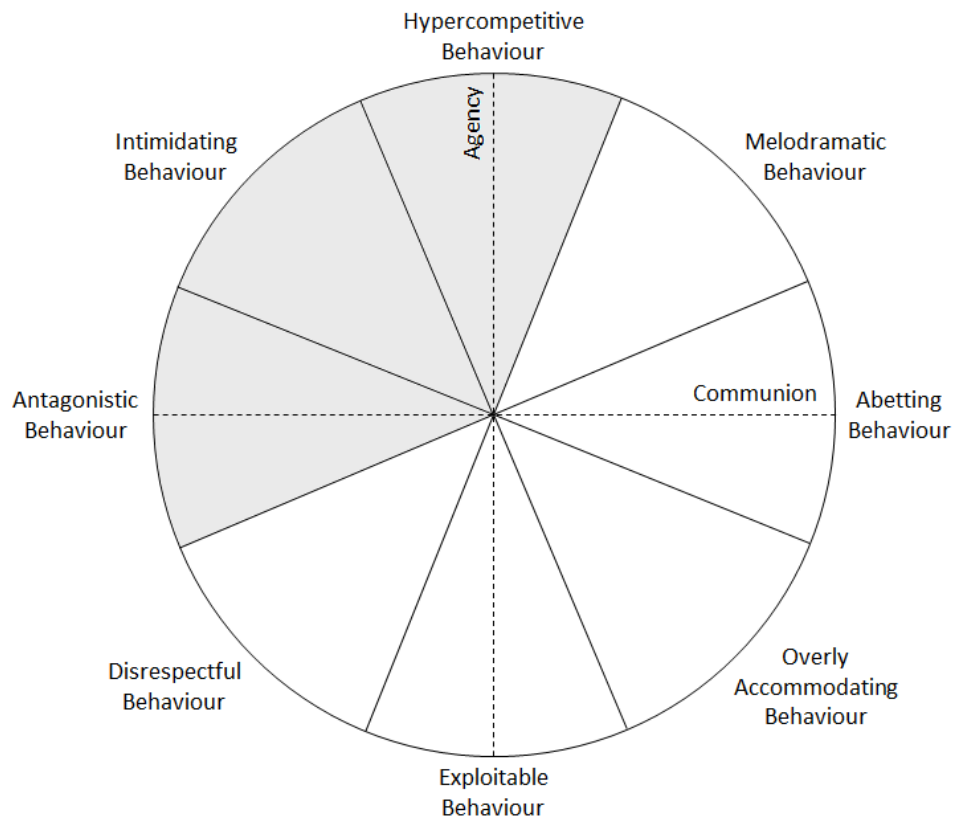 Hypercompetitive
Behaviour
Agency
Intimidating
Behaviour
Melodramatic
Behaviour
Antagonistic
Behaviour
Communion
Abetting
Behaviour
Disrespectful
Behaviour
Overly
Accommodating
Behaviour
Exploitable
Behaviour